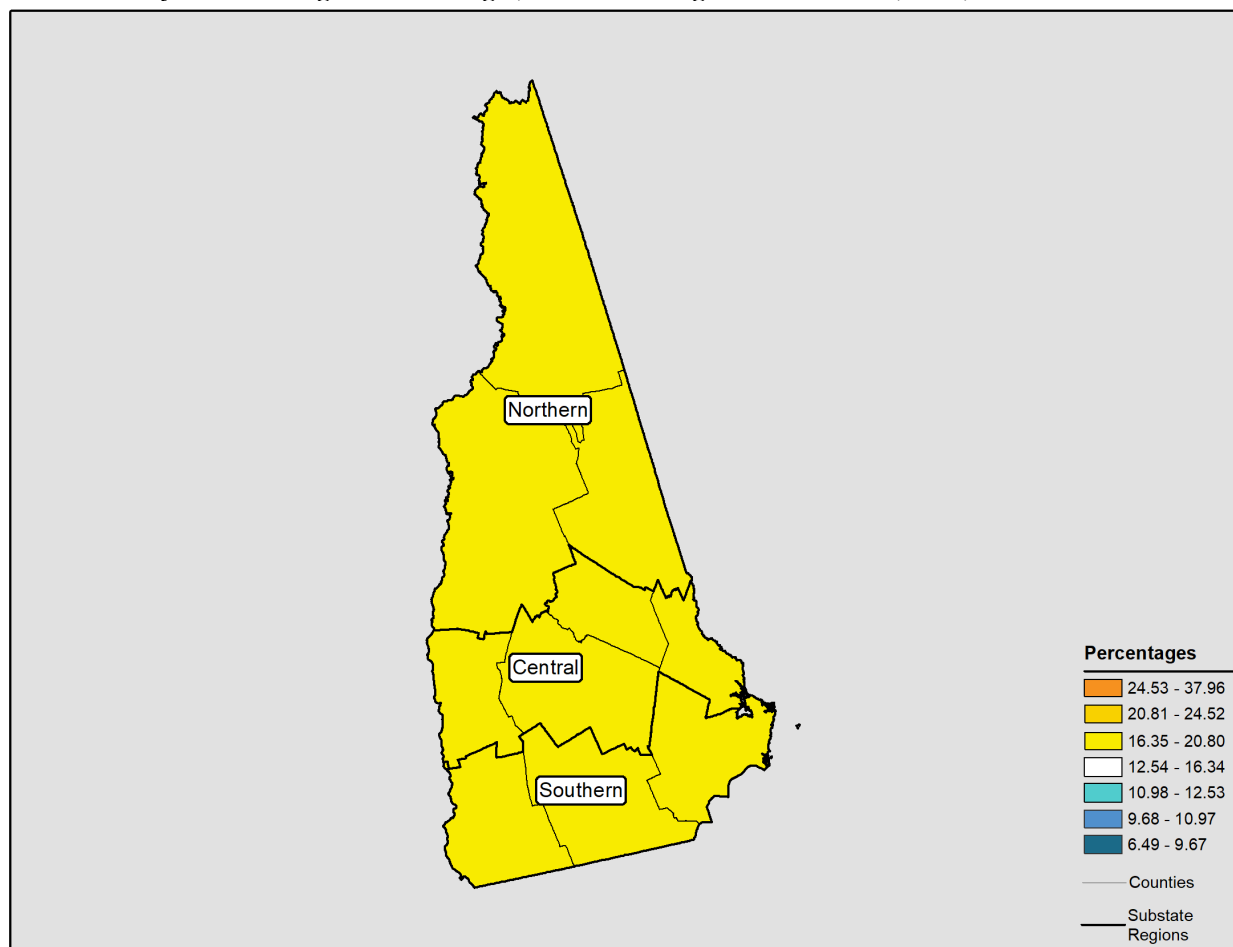 Northern
Central
Southern
Percentages
24.53 - 37.96
20.81 - 24.52
16.35 - 20.80
12.54 - 16.34
10.98 - 12.53
9.68 - 10.97
6.49 - 9.67
Counties
Substate
Regions